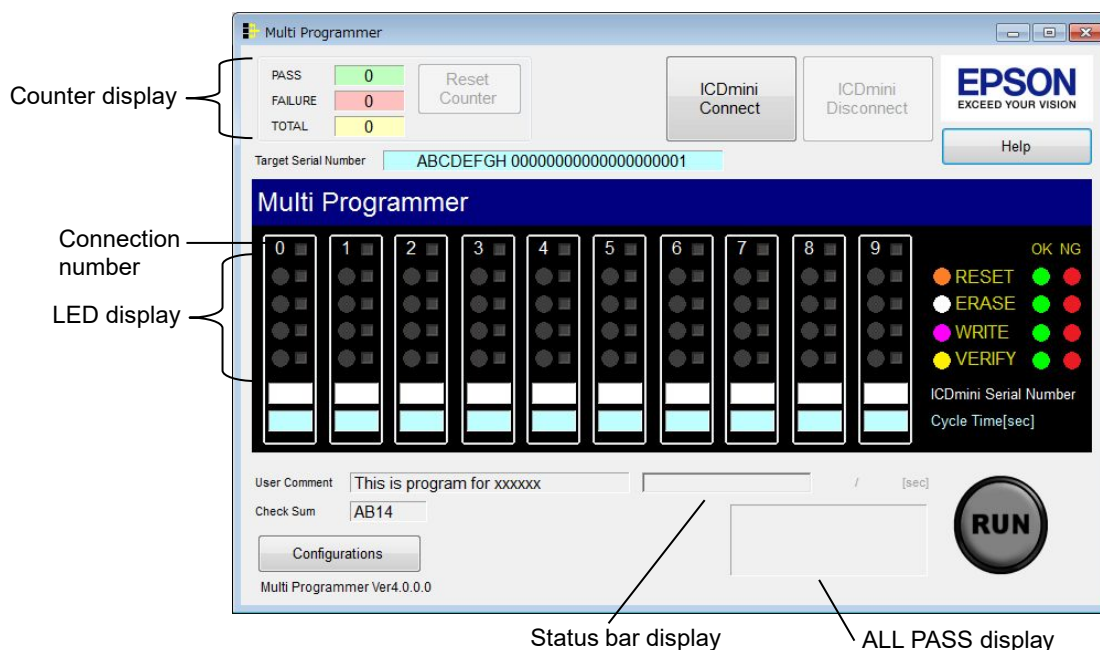 Multi Programmer
Counter display
PASS 0
FAILURE 0
TOTAL 0
Reset
Counter
ICDmini
Connect
ICDmini
Disconnect
EPSON
EXCEED YOUR VISION
Help
Target Serial Number ABCDEFGH 00000000000000000001
Multi Programmer
Connection
number
LED display
0 1 2 3 4 5 6 7 8 9
OK NG
RESET
ERASE
WRITE
VERIFY
ICDmini Serial Number
Cycle Time[sec]
User Comment This is program for xxxxxx / [sec]
Check Sum AB14
Configurations
RUN
Multi Programmer Ver4.0.0.0
Status bar display
ALL PASS display